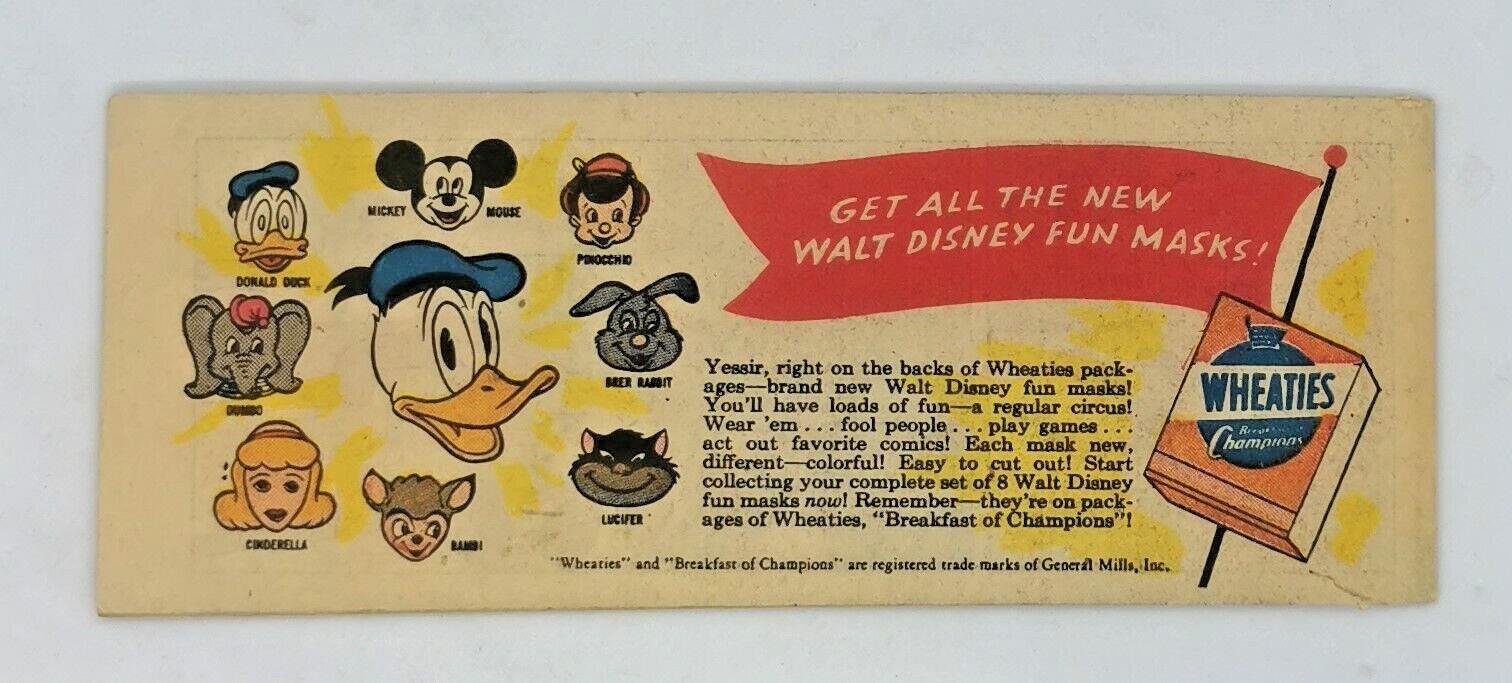 MICKEY MOUSE
PINOCCHIO
DONALD DUCK
DUMBO
BRER RABBIT
CINDERELLA
BAMBI
LUCIFER
GET ALL THE NEW
WALT DISNEY FUN MASKS!
Yessir, right on the backs of Wheaties pack-
ages—brand new Walt Disney fun masks!
You'll have loads of fun—a regular circus!
Wear 'em . . . fool people . . . play games . . .
act out favorite comics! Each mask new,
different—colorful! Easy to cut out! Start
collecting your complete set of 8 Walt Disney
fun masks now! Remember—they're on pack-
ages of Wheaties, "Breakfast of Champions"!
WHEATIES
Breakfast of
Champions
"Wheaties" and "Breakfast of Champions" are registered trade marks of General Mills, Inc.